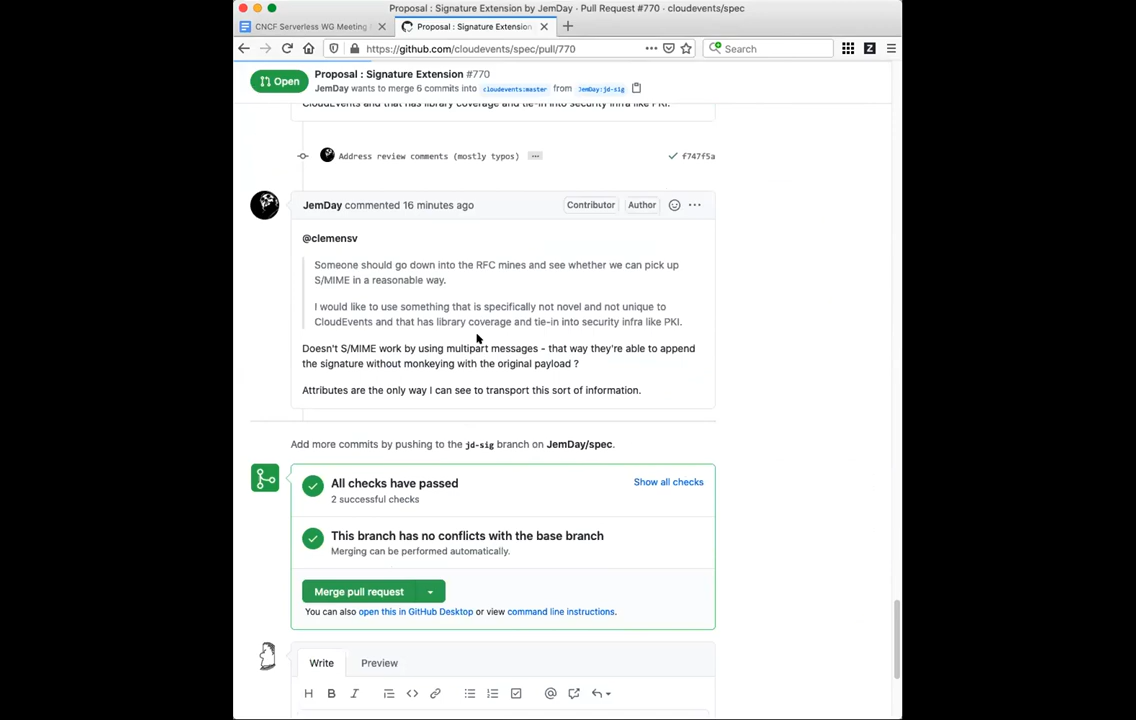 Proposal : Signature Extension by JemDay · Pull Request #770 · cloudevents/spec
CNCF Serverless WG Meeting
Proposal : Signature Extension
https://github.com/cloudevents/spec/pull/770
Search
Z
Open
Proposal : Signature Extension #770
JemDay wants to merge 6 commits into cloudevents:master from JemDay:jd-sig
CloudEvents and that has library coverage and tie-in into security infra like PKI.
Address review comments (mostly typos) ...
f747f5a
JemDay commented 16 minutes ago
Contributor
Author
@clemensv
Someone should go down into the RFC mines and see whether we can pick up
S/MIME in a reasonable way.
I would like to use something that is specifically not novel and not unique to
CloudEvents and that has library coverage and tie-in into security infra like PKI.
Doesn't S/MIME work by using multipart messages - that way they're able to append
the signature without monkeying with the original payload ?
Attributes are the only way I can see to transport this sort of information.
Add more commits by pushing to the jd-sig branch on JemDay/spec.
All checks have passed
Show all checks
2 successful checks
This branch has no conflicts with the base branch
Merging can be performed automatically.
Merge pull request
You can also open this in GitHub Desktop or view command line instructions.
Write
Preview
H B I